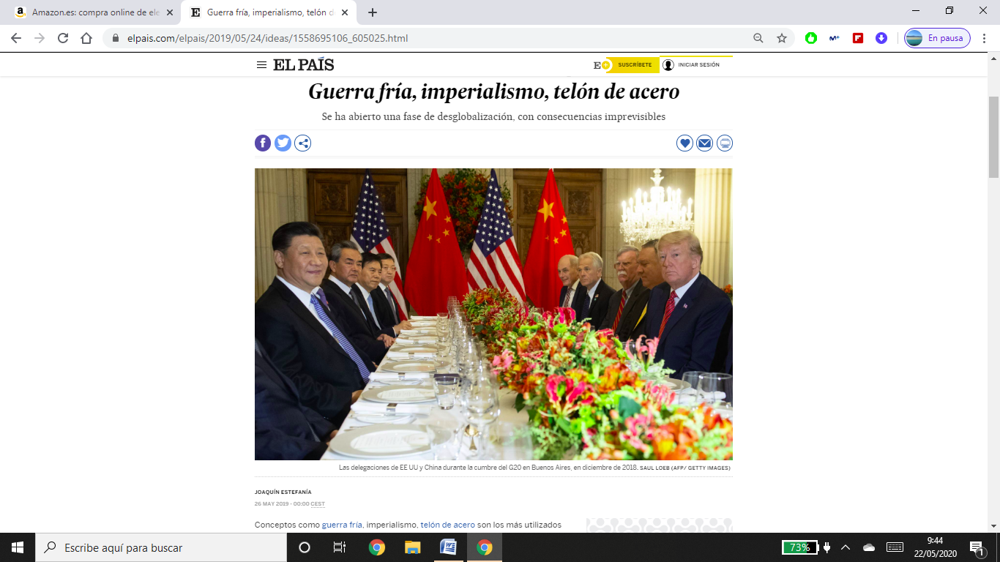 Amazon.es: compra online de ele
Guerra fría, imperialismo, telón d
elpais.com/elpais/2019/05/24/ideas/1558695106_605025.html
En pausa
EL PAÍS
E+ SUSCRÍBETE
INICIAR SESIÓN
Guerra fría, imperialismo, telón de acero
Se ha abierto una fase de desglobalización, con consecuencias imprevisibles
Las delegaciones de EE UU y China durante la cumbre del G20 en Buenos Aires, en diciembre de 2018. SAUL LOEB (AFP/ GETTY IMAGES)
JOAQUÍN ESTEFANÍA
26 MAY 2019 - 00:00 CEST
Conceptos como guerra fría, imperialismo, telón de acero son los más utilizados
Escribe aquí para buscar
73%
9:44
22/05/2020
1